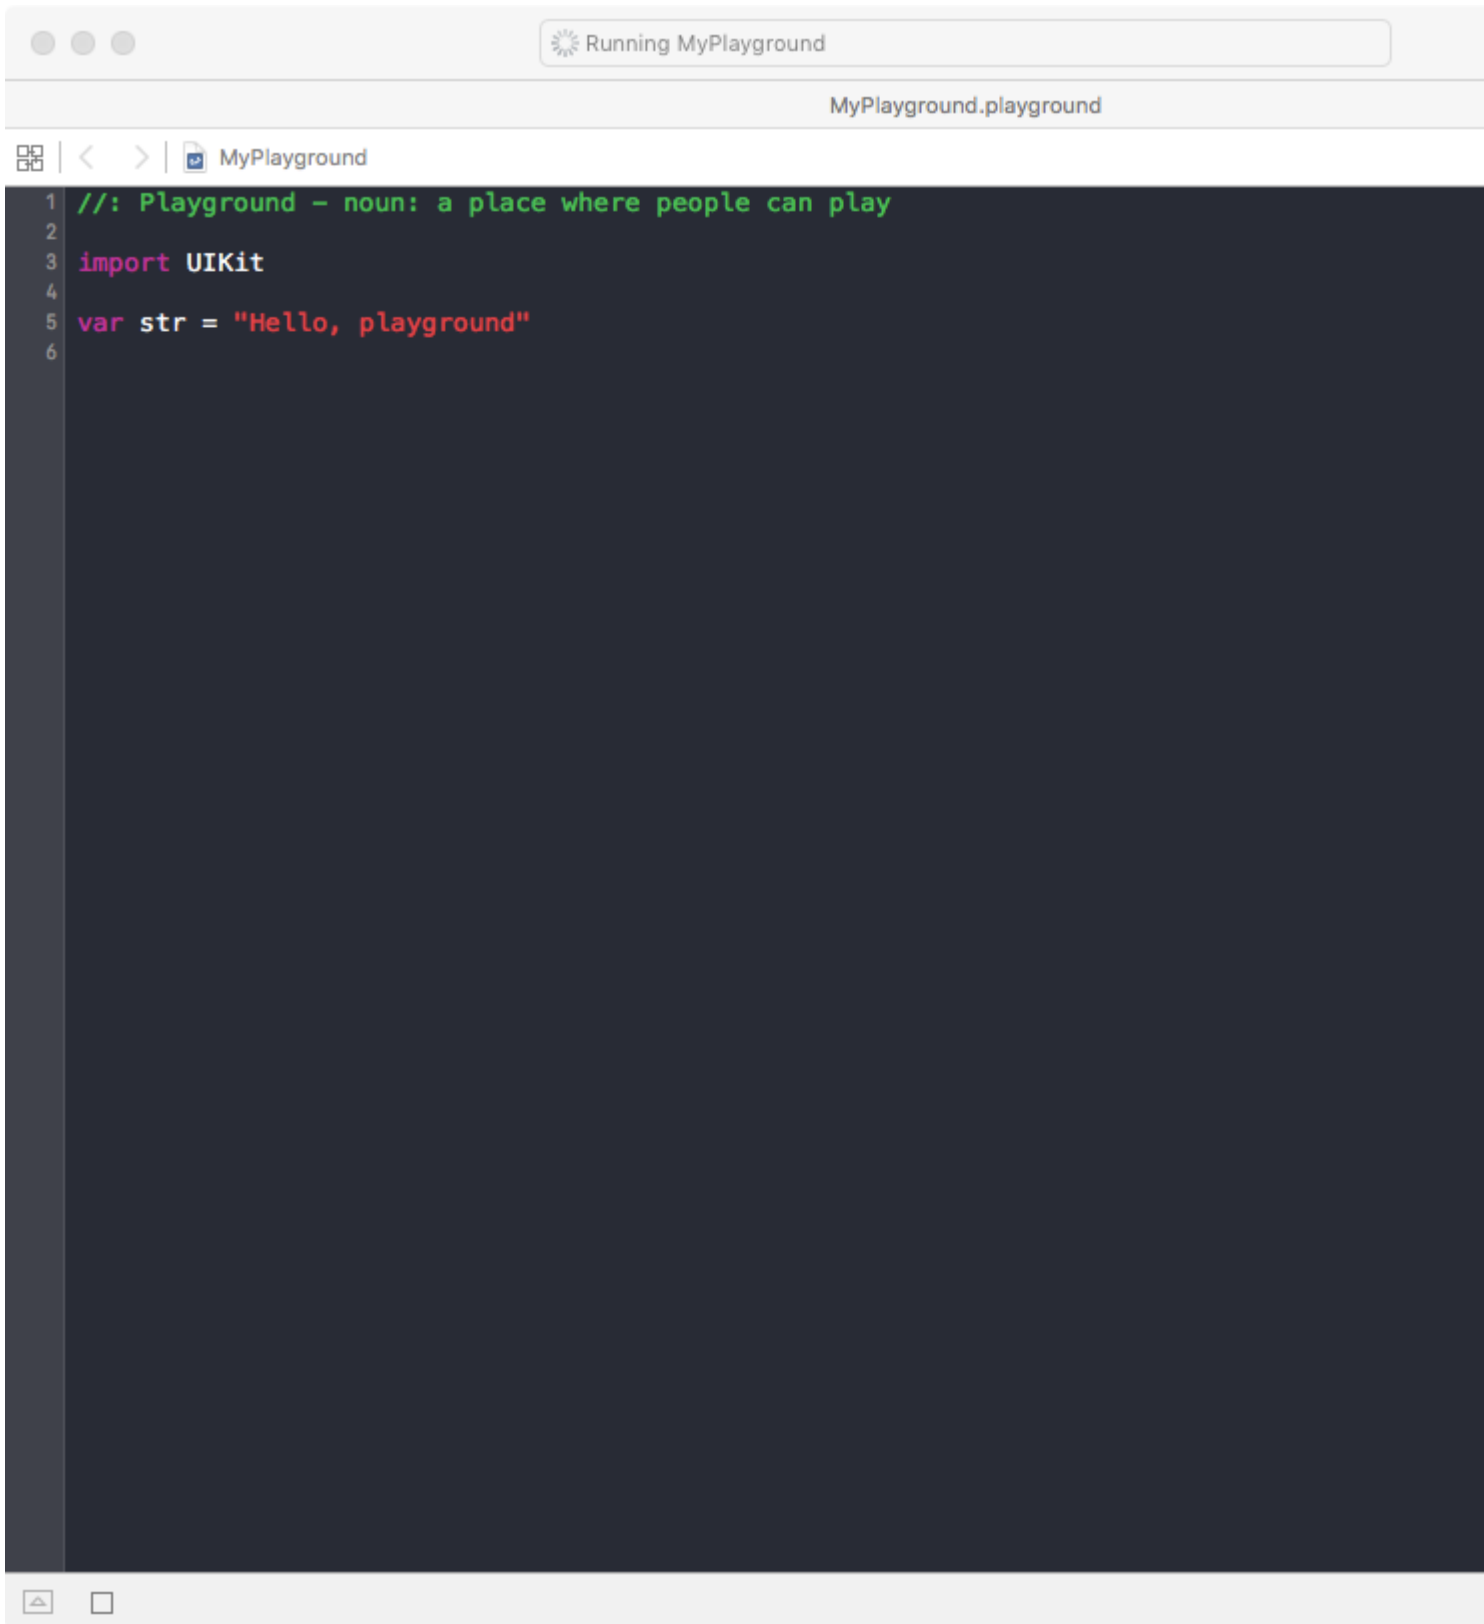 Running MyPlayground
MyPlayground.playground
MyPlayground
1 //: Playground – noun: a place where people can play
2
3 import UIKit
4
5 var str = "Hello, playground"
6